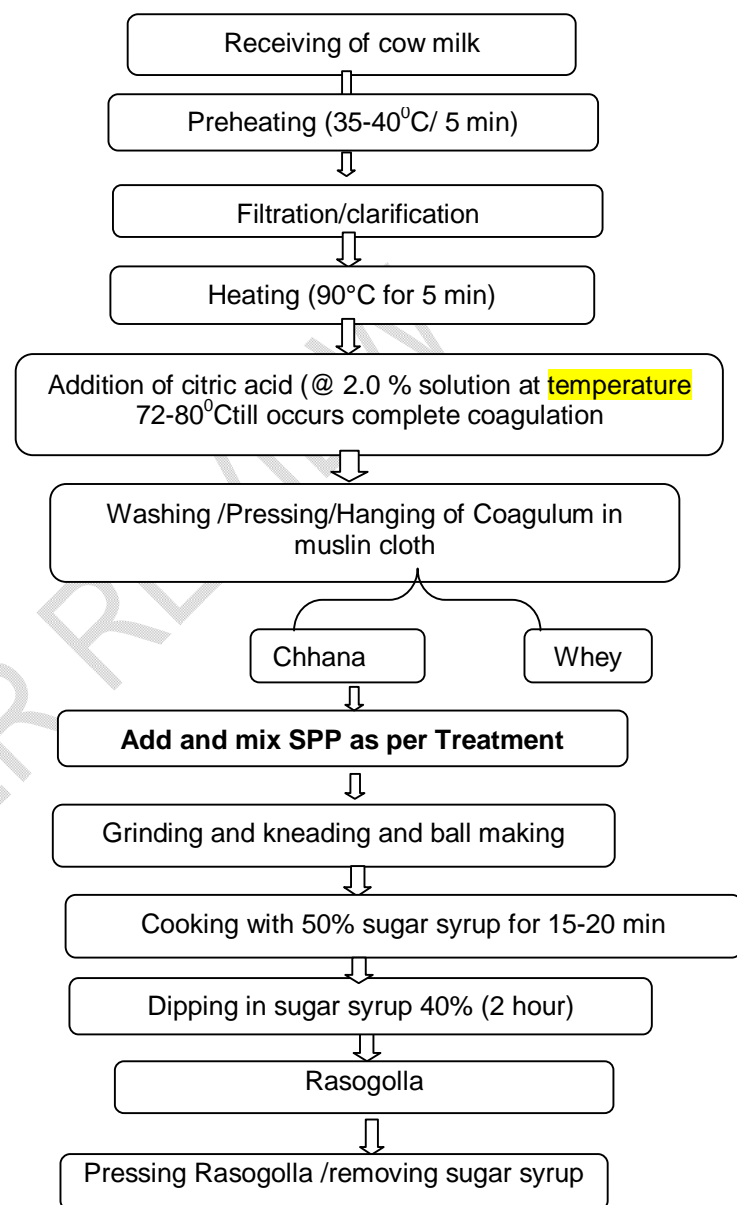 Receiving of cow milk
Preheating (35-40⁰C/ 5 min)
Filtration/clarification
Heating (90°C for 5 min)
Addition of citric acid (@ 2.0 % solution at temperature
72-80⁰Ctill occurs complete coagulation
Washing /Pressing/Hanging of Coagulum in
muslin cloth
Chhana
Whey
Add and mix SPP as per Treatment
Grinding and kneading and ball making
Cooking with 50% sugar syrup for 15-20 min
Dipping in sugar syrup 40% (2 hour)
Rasogolla
Pressing Rasogolla /removing sugar syrup
ER REVIEW